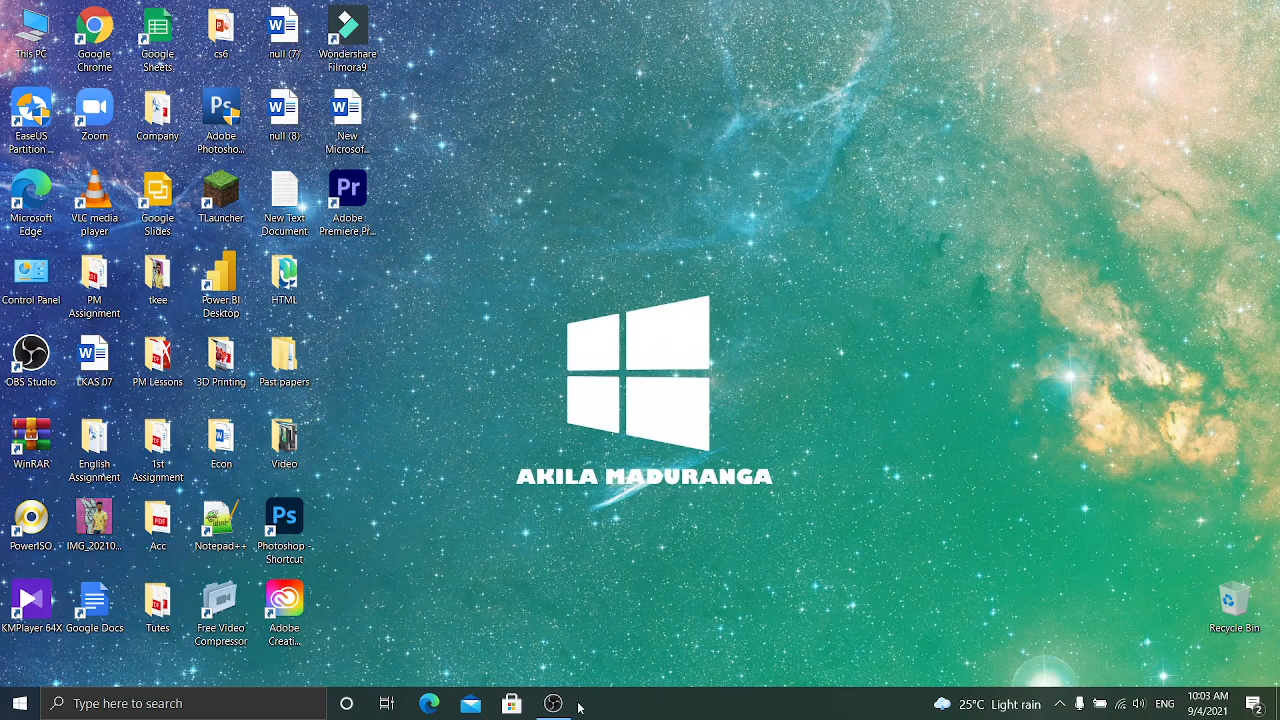 This PC
Google
Chrome
Google
Sheets
cs6
null (7)
Wondershare
Filmora9
EaseUS
Partition ...
Zoom
Company
Adobe
Photosho...
null (8)
New
Microsof...
Microsoft
Edge
VLC media
player
Google
Slides
TLauncher
New Text
Document
Adobe
Premiere Pr...
Control Panel
PM
Assignment
tkee
Power BI
Desktop
HTML
OBS Studio
LKAS 07
PM Lessons
3D Printing
Past papers
WinRAR
English
Assignment
1st
Assignment
Econ
Video
PowerISO
IMG_20210...
Acc
Notepad++
Photoshop -
Shortcut
KMPlayer 64X
Google Docs
Tutes
Free Video
Compressor
Adobe
Creati...
AKILA MADURANGA
Recycle Bin
Type here to search
25°C Light rain
10:03 AM
9/4/2021
2